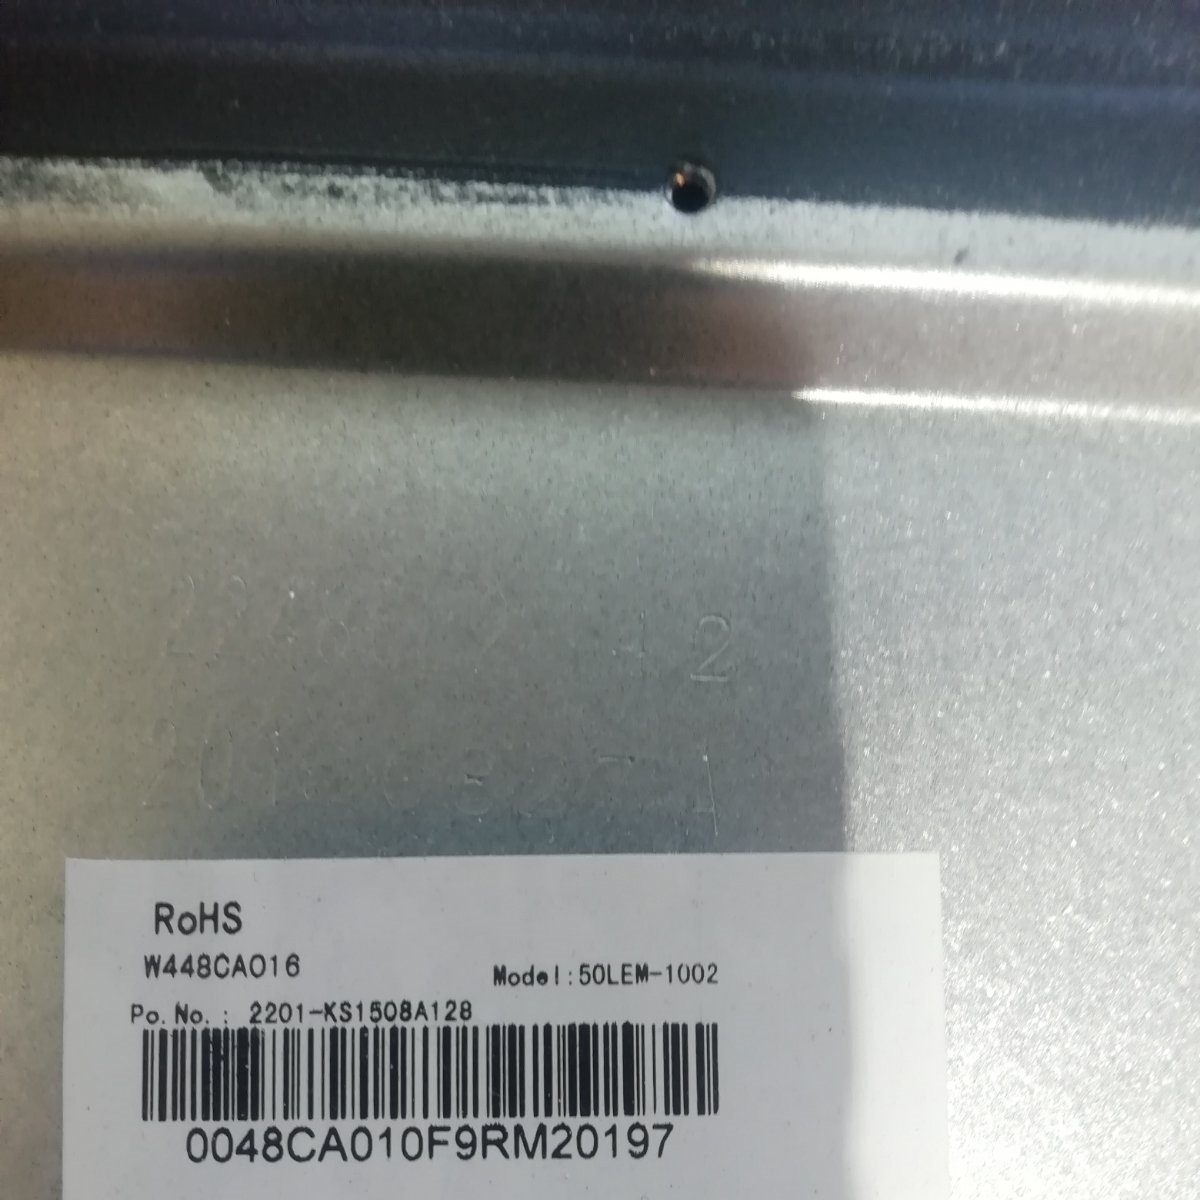 RoHS
W448CA016
Model:50LEM-1002
Po.No.: 2201-KS1508A128
0048CA010F9RM20197